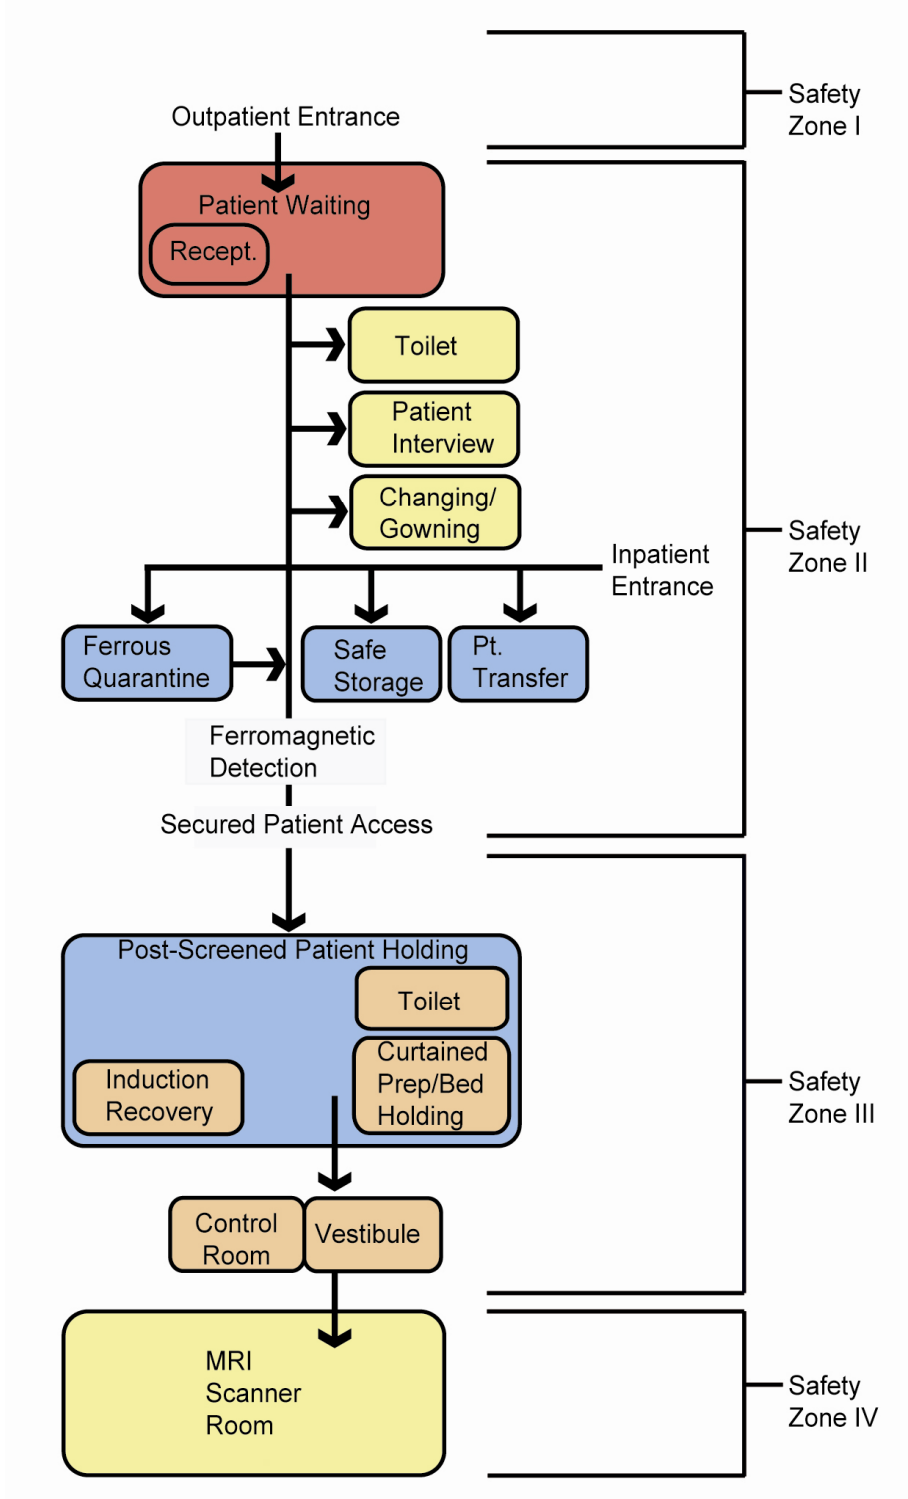 Safety
Zone I
Outpatient Entrance
Patient Waiting
Recept.
Toilet
Patient
Interview
Changing/
Gowning
Safety
Zone II
Inpatient
Entrance
Ferrous
Quarantine
Safe
Storage
Pt.
Transfer
Ferromagnetic
Detection
Secured Patient Access
Post-Screened Patient Holding
Toilet
Curtained
Prep/Bed
Holding
Induction
Recovery
Safety
Zone III
Control
Room
Vestibule
MRI
Scanner
Room
Safety
Zone IV